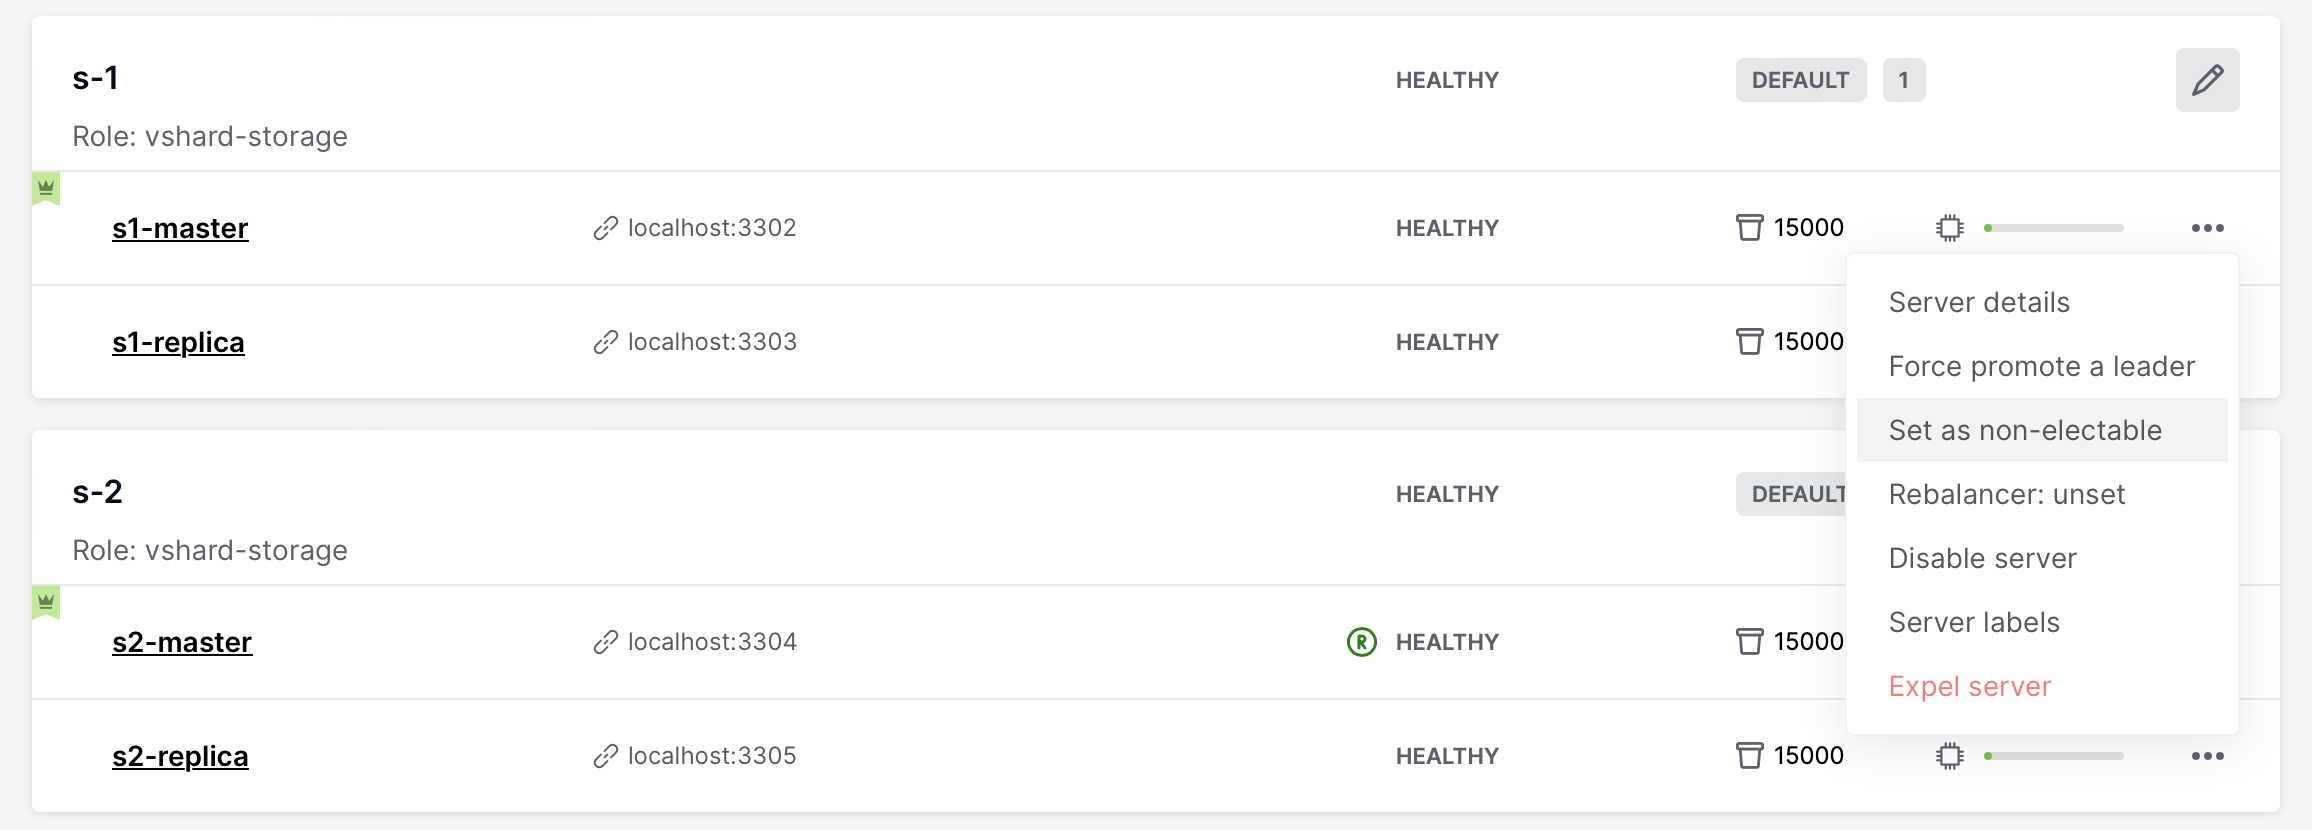 s-1 HEALTHY DEFAULT 1
Role: vshard-storage
s1-master localhost:3302 HEALTHY 15000
Server details
s1-replica localhost:3303 HEALTHY 15000
Force promote a leader
Set as non-electable
s-2 HEALTHY DEFAULT
Rebalancer: unset
Role: vshard-storage
Disable server
Server labels
s2-master localhost:3304 R HEALTHY 15000
Expel server
s2-replica localhost:3305 HEALTHY 15000